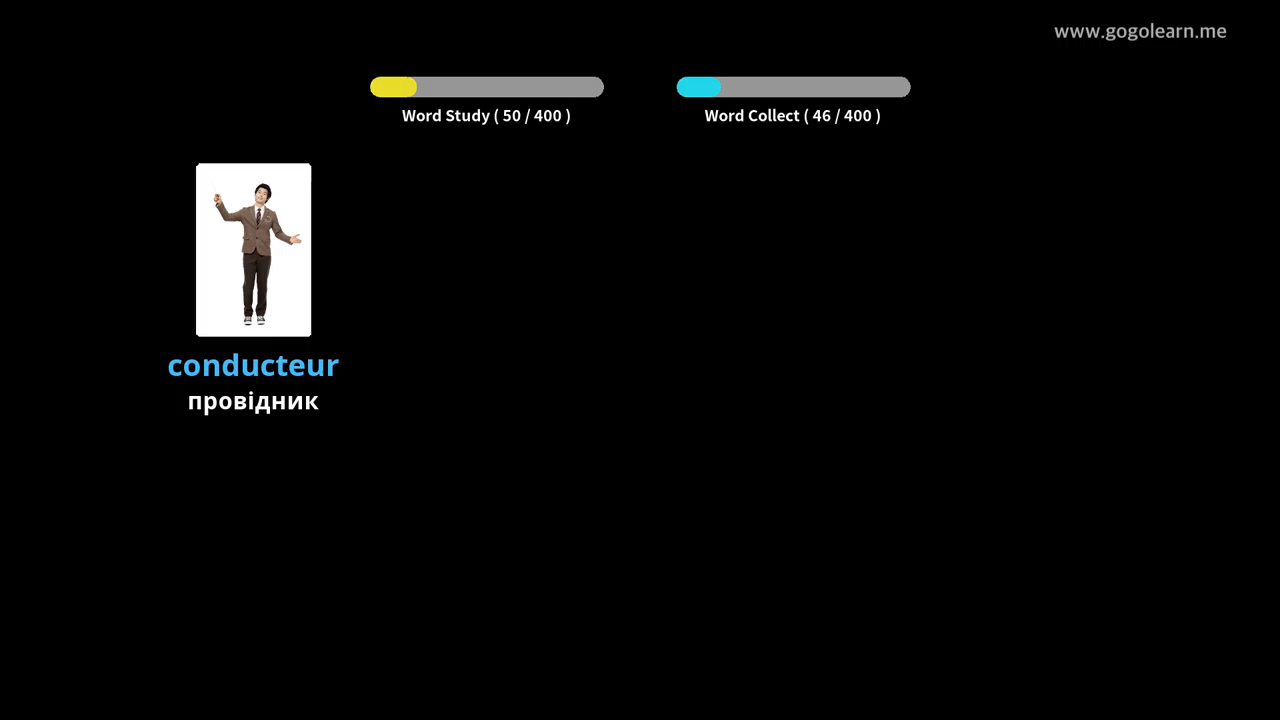 www.gogolearn.me
Word Study ( 50 / 400 )
Word Collect ( 46 / 400 )
conducteur
провідник